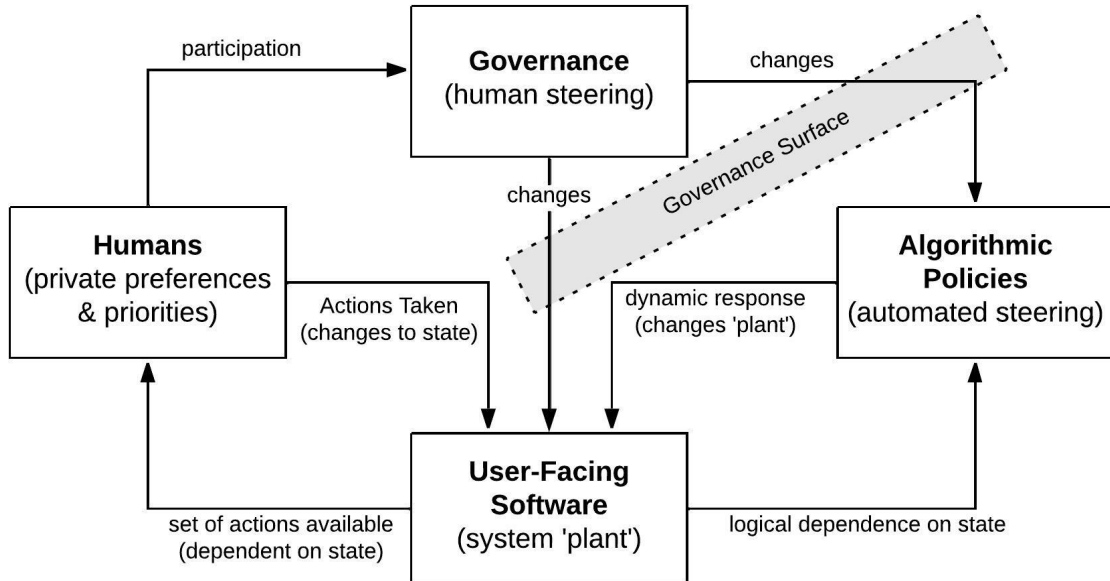 participation
Governance
(human steering)
changes
Governance Surface
changes
Humans
(private preferences
& priorities)
Algorithmic
Policies
(automated steering)
Actions Taken
(changes to state)
dynamic response
(changes 'plant')
User-Facing
Software
(system 'plant')
set of actions available
(dependent on state)
logical dependence on state